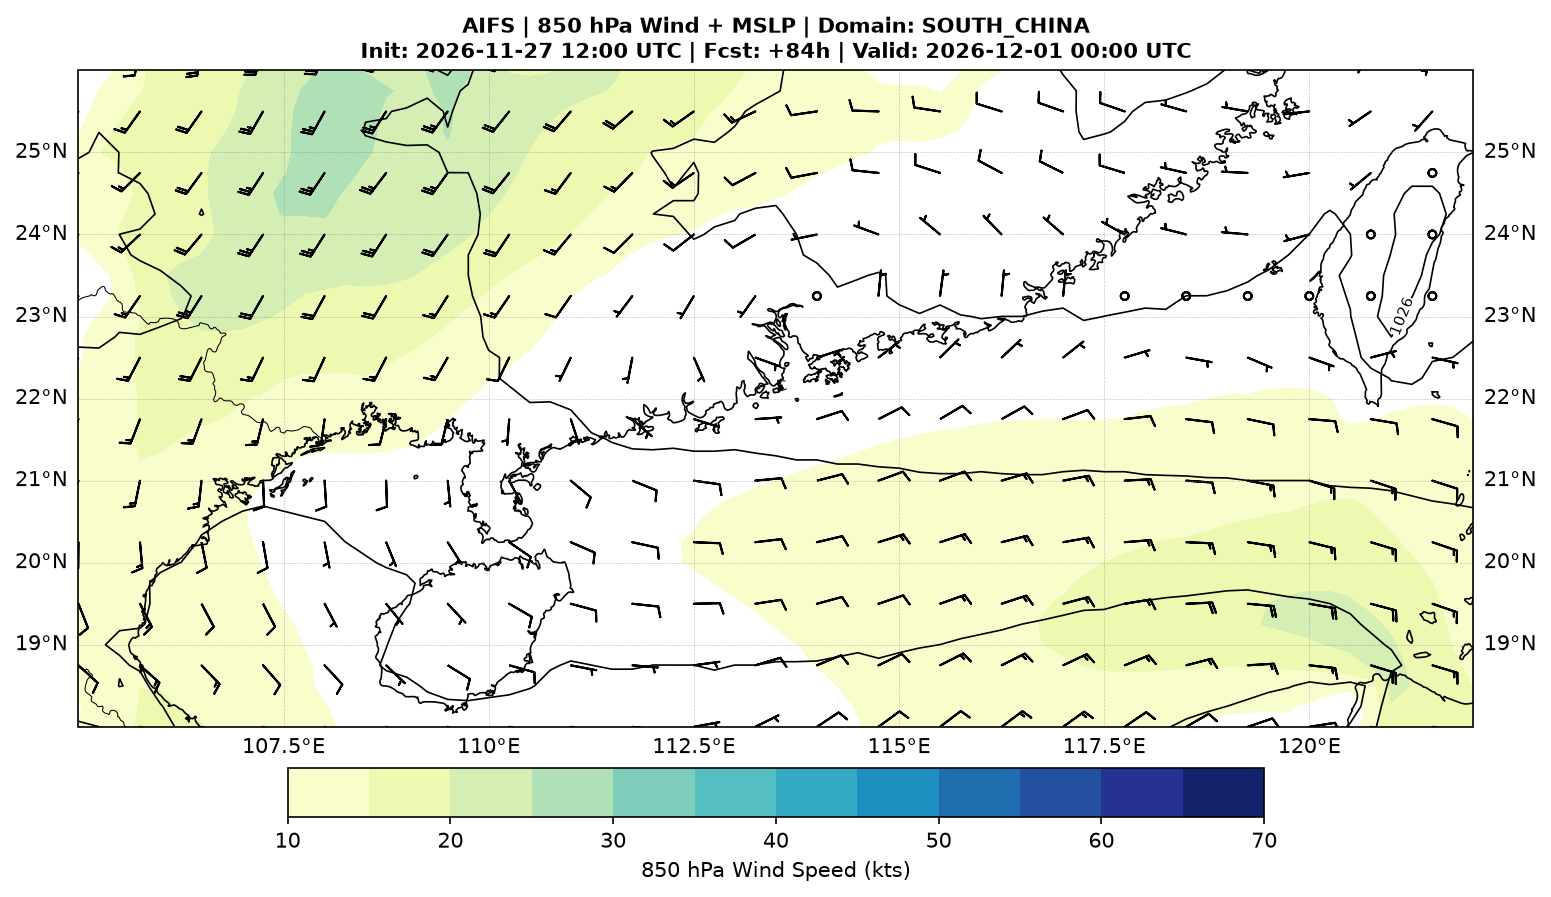 AIFS | 850 hPa Wind + MSLP | Domain: SOUTH_CHINA
Init: 2026-11-27 12:00 UTC | Fcst: +84h | Valid: 2026-12-01 00:00 UTC
25°N 25°N
24°N 24°N
23°N 23°N
22°N 22°N
21°N 21°N
20°N 20°N
19°N 19°N
1026
107.5°E 110°E 112.5°E 115°E 117.5°E 120°E
10 20 30 40 50 60 70
850 hPa Wind Speed (kts)